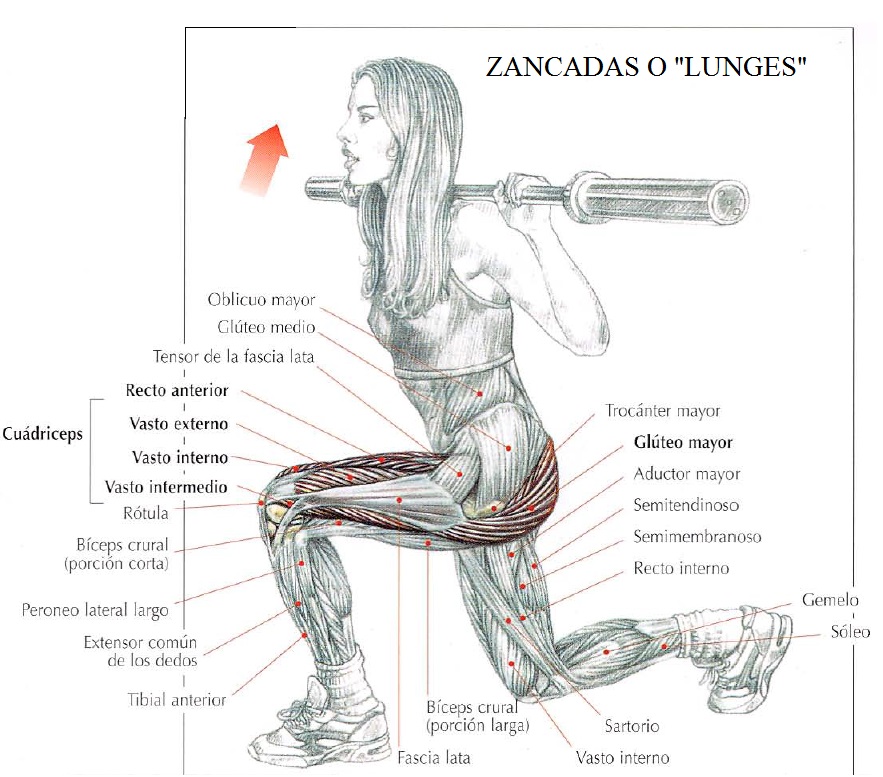 ZANCADAS O "LUNGES"
Oblicuo mayor
Glúteo medio
Tensor de la fascia lata
Recto anterior
Vasto externo
Cuádriceps
Vasto interno
Vasto intermedio
Rótula
Bíceps crural
(porción corta)
Peroneo lateral largo
Extensor común
de los dedos
Tibial anterior
Trocánter mayor
Glúteo mayor
Aductor mayor
Semitendinoso
Semimembranoso
Recto interno
Gemelo
Sóleo
Bíceps crural
(porción larga)
Sartorio
Fascia lata
Vasto interno